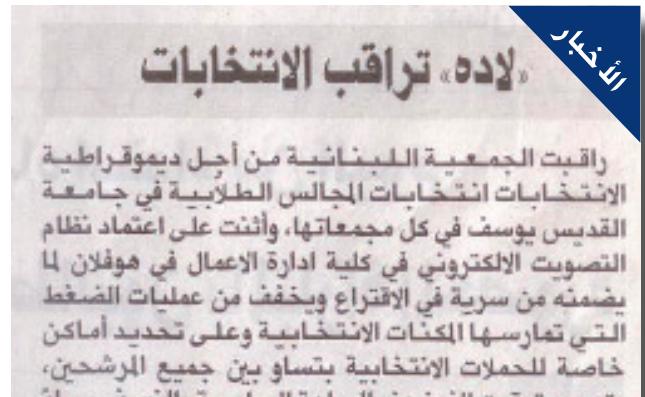 الأخبار
«لاده» تراقب الانتخابات
راقبت الجمعية اللبنانية من أجل ديموقراطية
الانتخابات انتخابات المجالس الطلابية في جامعة
القديس يوسف في كل مجمعاتها، وأثنت على اعتماد نظام
التصويت الالكتروني في كلية ادارة الاعمال في هوفلان لما
يضمنه من سرية في الاقتراع ويخفف من عمليات الضغط
التي تمارسها المكنات الانتخابية وعلى تحديد أماكن
خاصة للحملات الانتخابية بتساو بين جميع المرشحين،